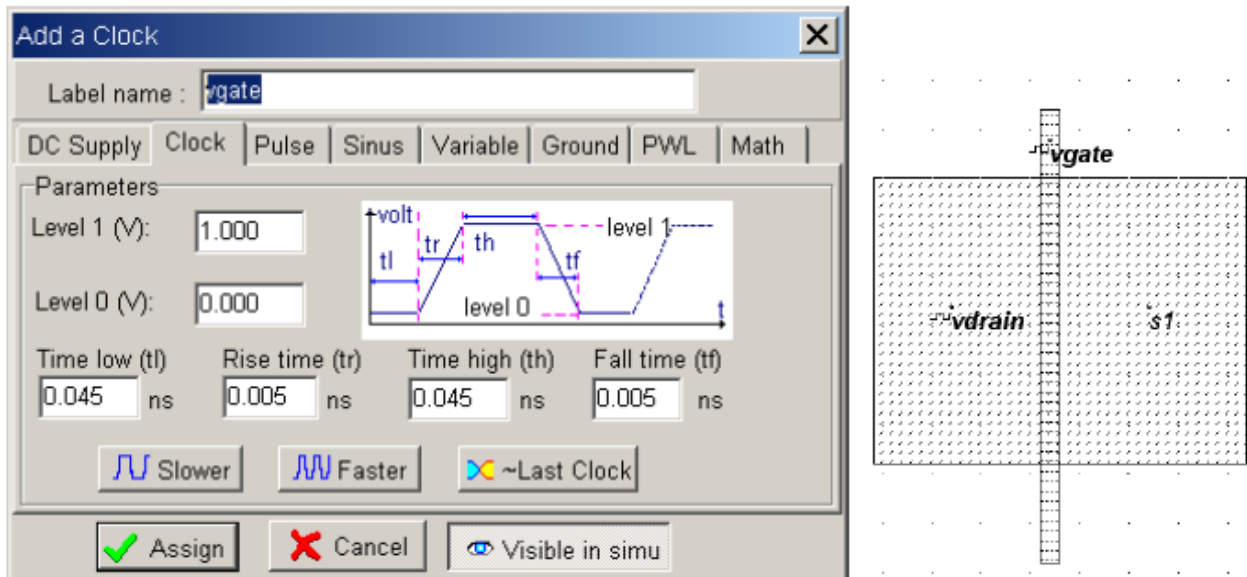 Add a Clock
Label name : vgate
DC Supply Clock Pulse Sinus Variable Ground PWL Math
Parameters
Level 1 (V): 1.000
Level 0 (V): 0.000
volt
level 1
tr th
tl tf
level 0 t
Time low (tl) Rise time (tr) Time high (th) Fall time (tf)
0.045 ns 0.005 ns 0.045 ns 0.005 ns
Slower Faster ~Last Clock
Assign Cancel Visible in simu
vgate
vdrain s1